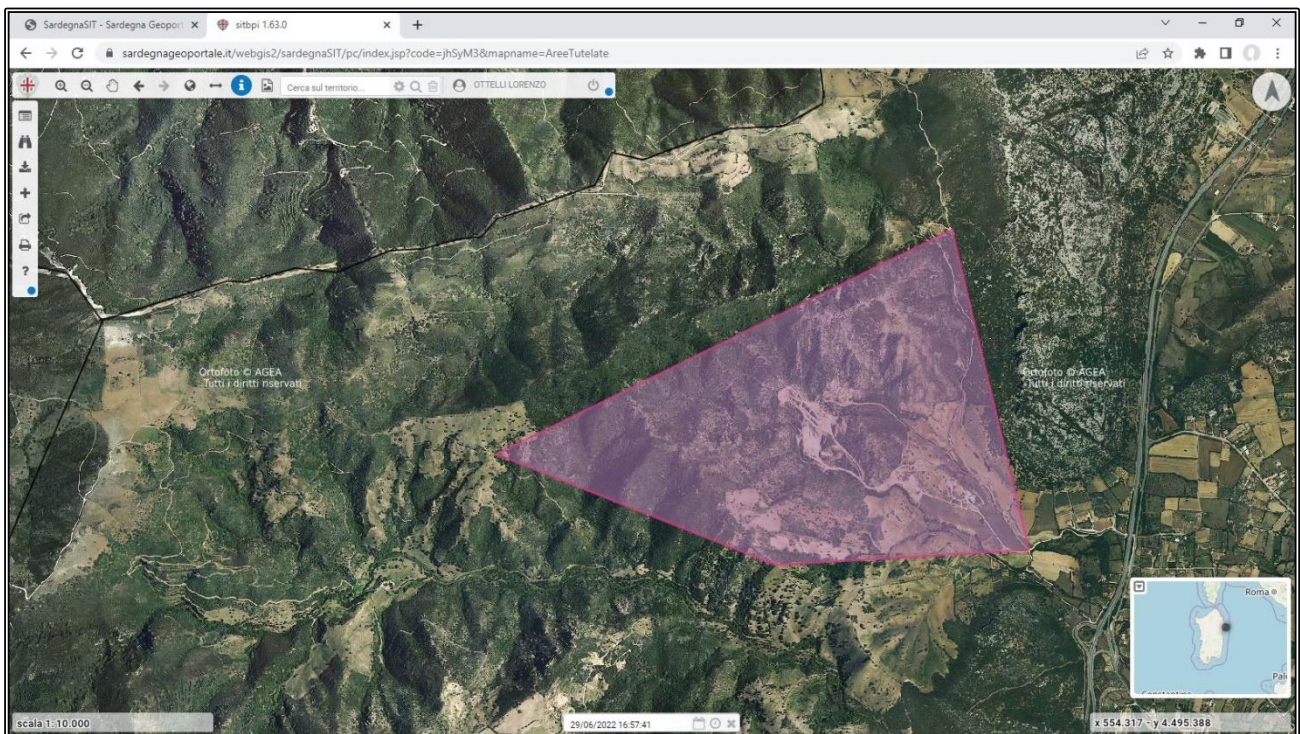 SardegnaSIT - Sardegna Geoport
sitbpi 1.63.0
sardegnageoportale.it/webgis2/sardegnaSIT/pc/index.jsp?code=jhSyM3&mapname=AreeTutelate
Cerca sul territorio...
OTTELLI LORENZO
Ortofoto © AGEA
Tutti i diritti riservati
Ortofoto © AGEA
Tutti i diritti riservati
Roma
Pal
Constantine
scala 1: 10.000
29/06/2022 16:57:41
x 554.317 - y 4.495.388